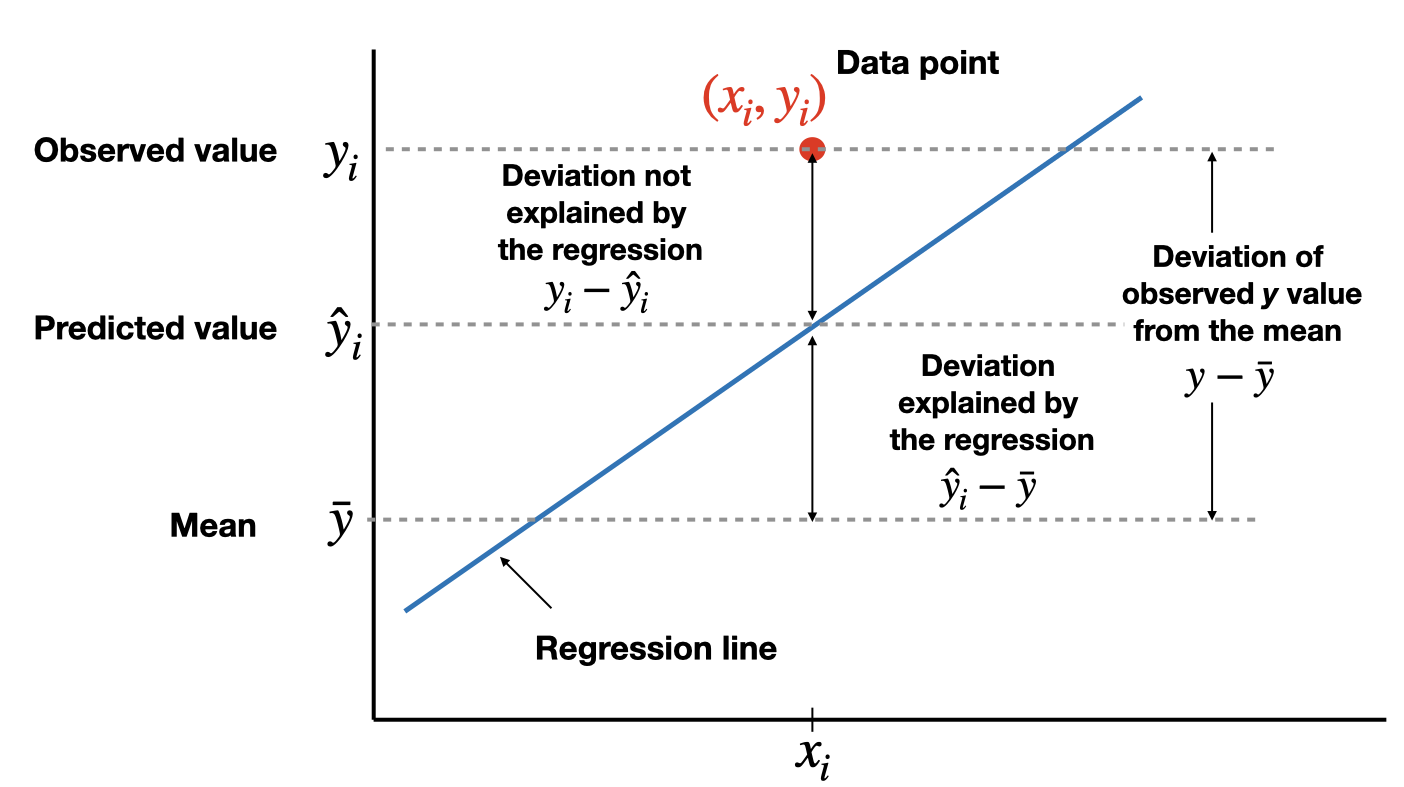 Data point
(xᵢ, yᵢ)
Observed value yᵢ
Deviation not
explained by
the regression
yᵢ − ŷᵢ
Deviation of
observed y value
from the mean
y − ȳ
Predicted value ŷᵢ
Deviation
explained by
the regression
ŷᵢ − ȳ
Mean ȳ
Regression line
xᵢ